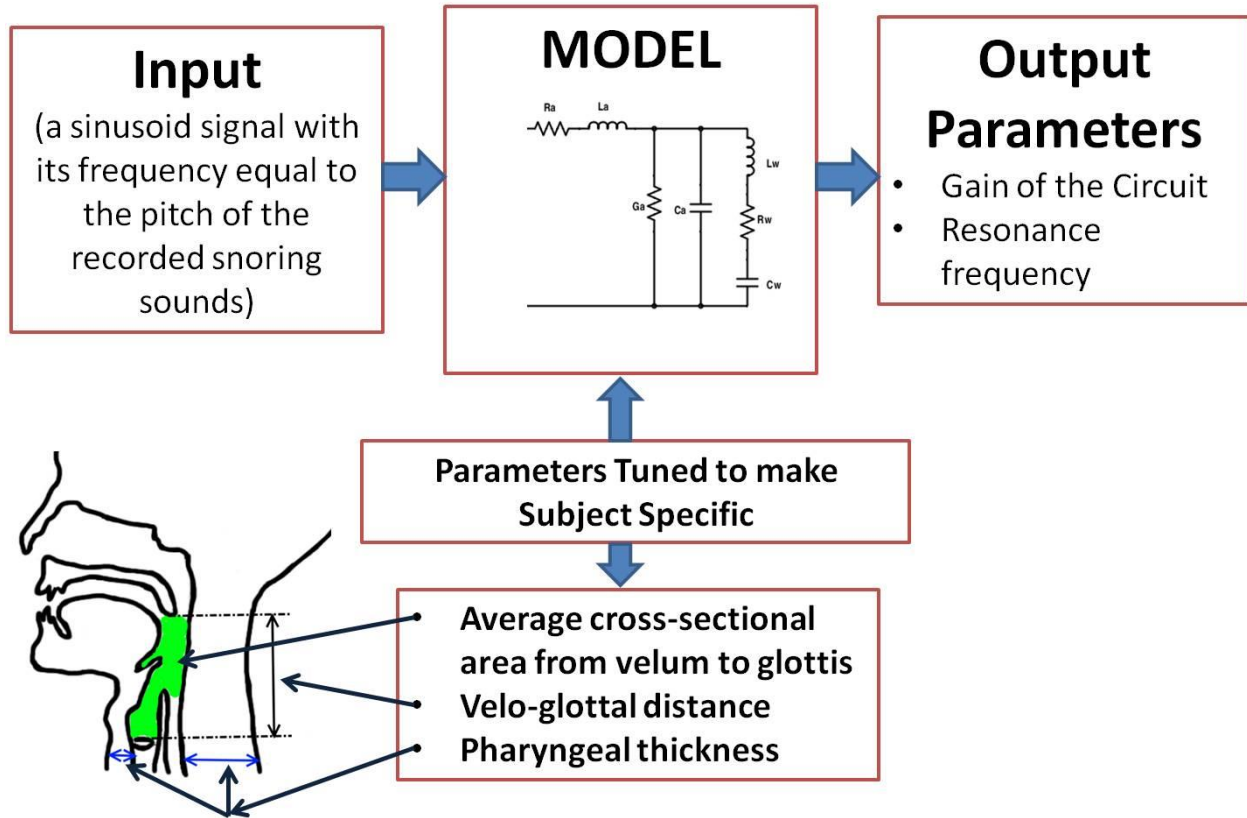 Input
(a sinusoid signal with
its frequency equal to
the pitch of the
recorded snoring
sounds)
MODEL
Ra
La
Ga
Ca
Lw
Rw
Cw
Output
Parameters
• Gain of the Circuit
• Resonance
frequency
Parameters Tuned to make
Subject Specific
• Average cross-sectional
area from velum to glottis
• Velo-glottal distance
• Pharyngeal thickness